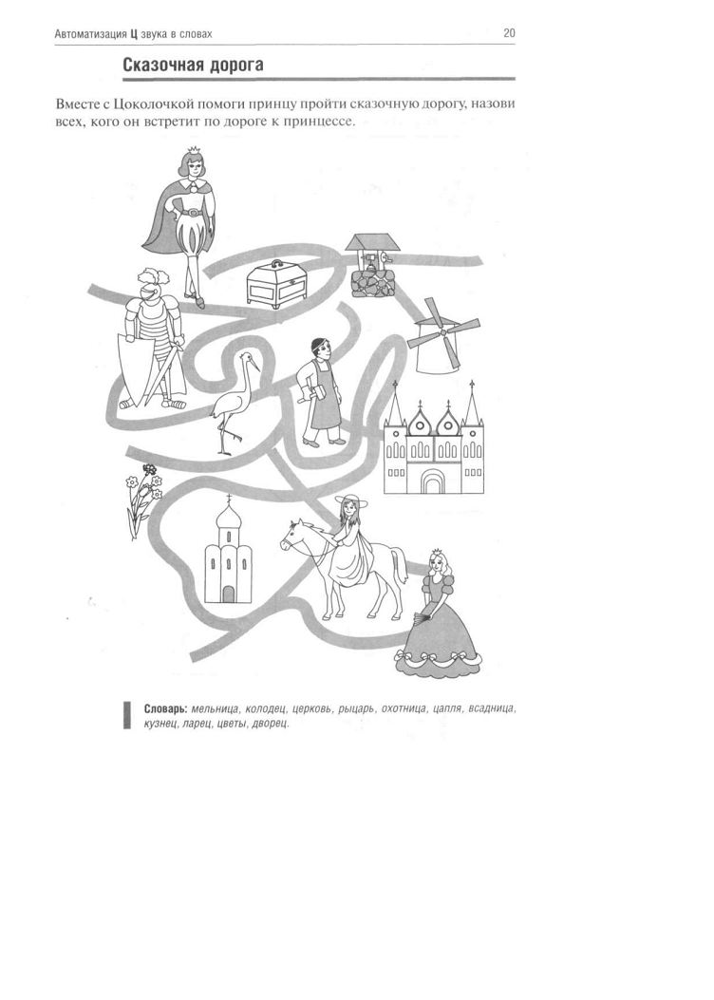 Автоматизация Ц звука в словах 20
Сказочная дорога
Вместе с Цоколочкой помоги принцу пройти сказочную дорогу, назови
всех, кого он встретит по дороге к принцессе.
Словарь: мельница, колодец, церковь, рыцарь, охотница, цапля, всадница,
кузнец, ларец, цветы, дворец.